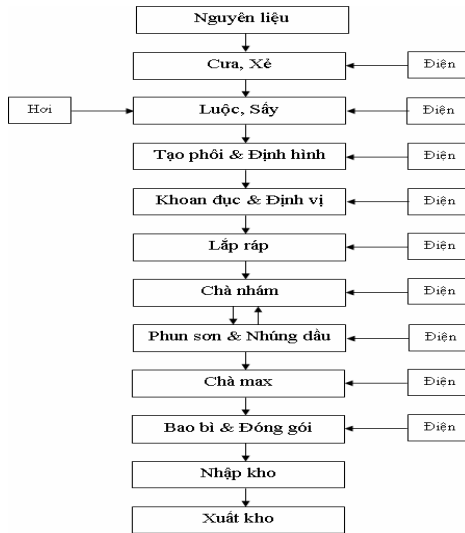 Nguyên liệu
Cưa, Xẻ
Điện
Hơi
Luộc, Sấy
Điện
Tạo phôi & Định hình
Điện
Khoan đục & Định vị
Điện
Lắp ráp
Điện
Chà nhám
Điện
Phun sơn & Nhúng dầu
Điện
Chà max
Điện
Bao bì & Đóng gói
Điện
Nhập kho
Xuất kho